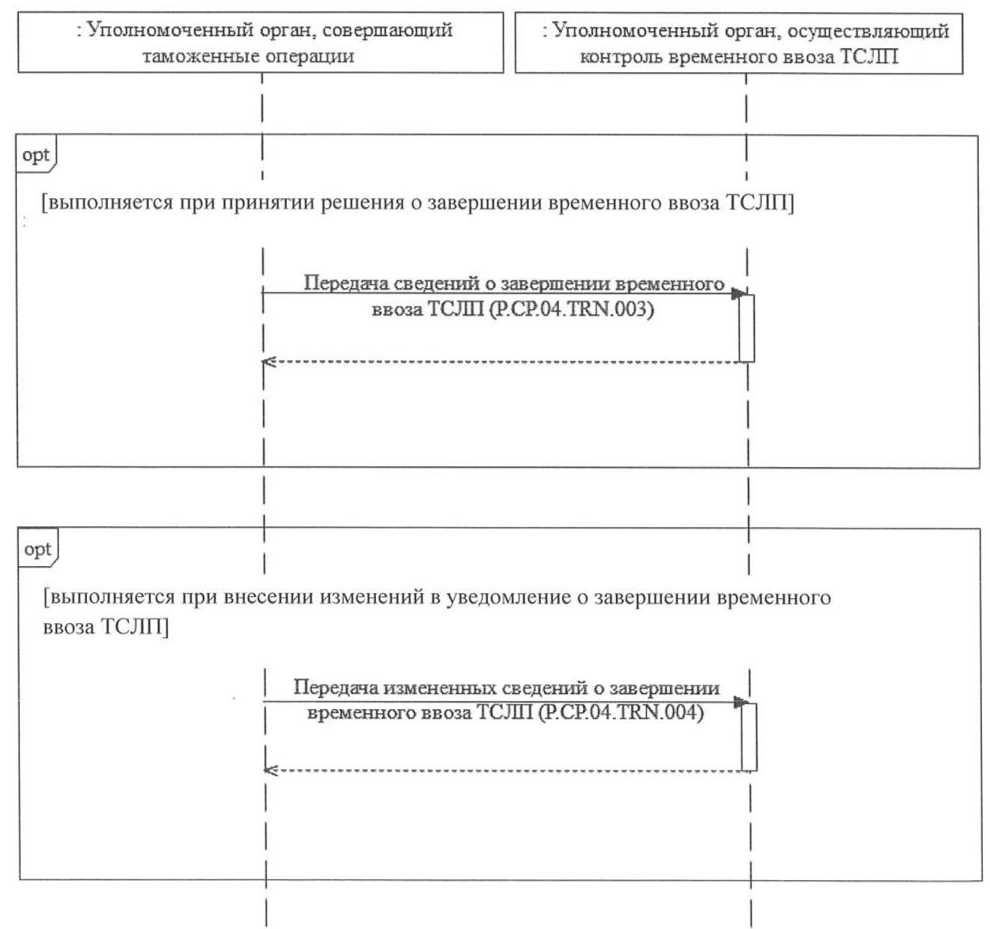 : Уполномоченный орган, совершающий
таможенные операции
: Уполномоченный орган, осуществляющий
контроль временного ввоза ТСЛП
opt
[выполняется при принятии решения о завершении временного ввоза ТСЛП]
Передача сведений о завершении временного
ввоза ТСЛП (P.CP.04.TRN.003)
opt
[выполняется при внесении изменений в уведомление о завершении временного
ввоза ТСЛП]
Передача измененных сведений о завершении
временного ввоза ТСЛП (P.CP.04.TRN.004)